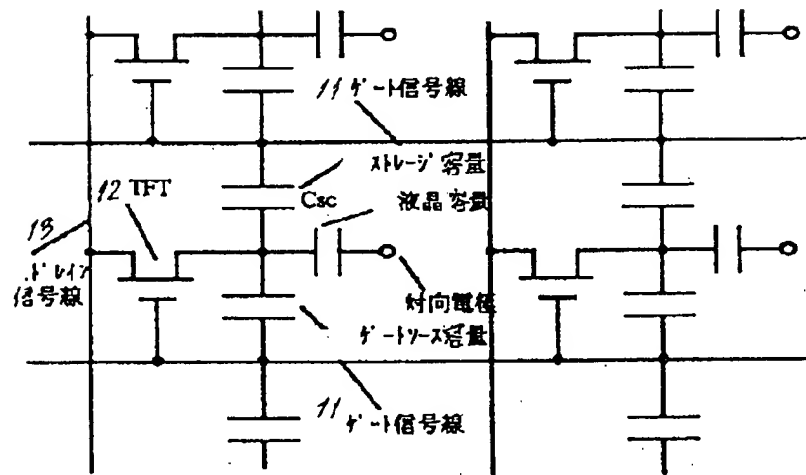 11 ゲート信号線
ストレージ容量
12 TFT
Csc
液晶容量
13
ドレイン
信号線
対向電極
ゲートソース容量
11 ゲート信号線